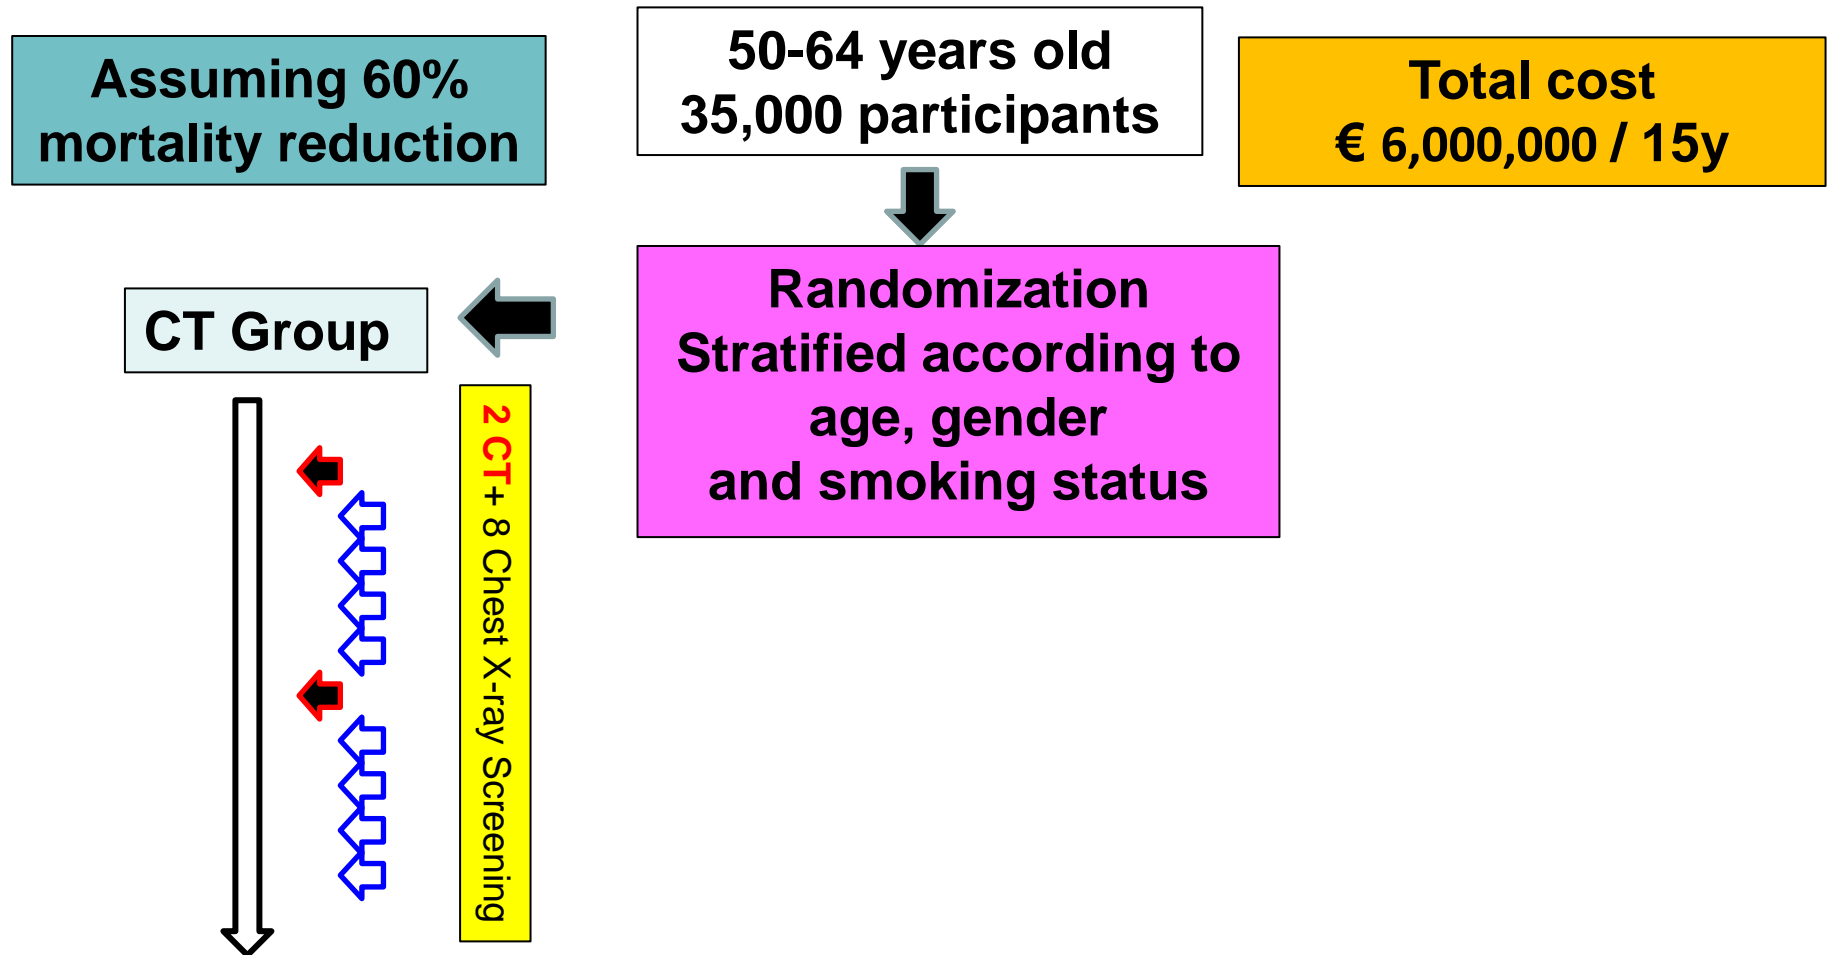 Assuming 60%
mortality reduction
50-64 years old
35,000 participants
Total cost
€ 6,000,000 / 15y
Randomization
Stratified according to
age, gender
and smoking status
CT Group
2 CT+ 8 Chest X-ray Screening